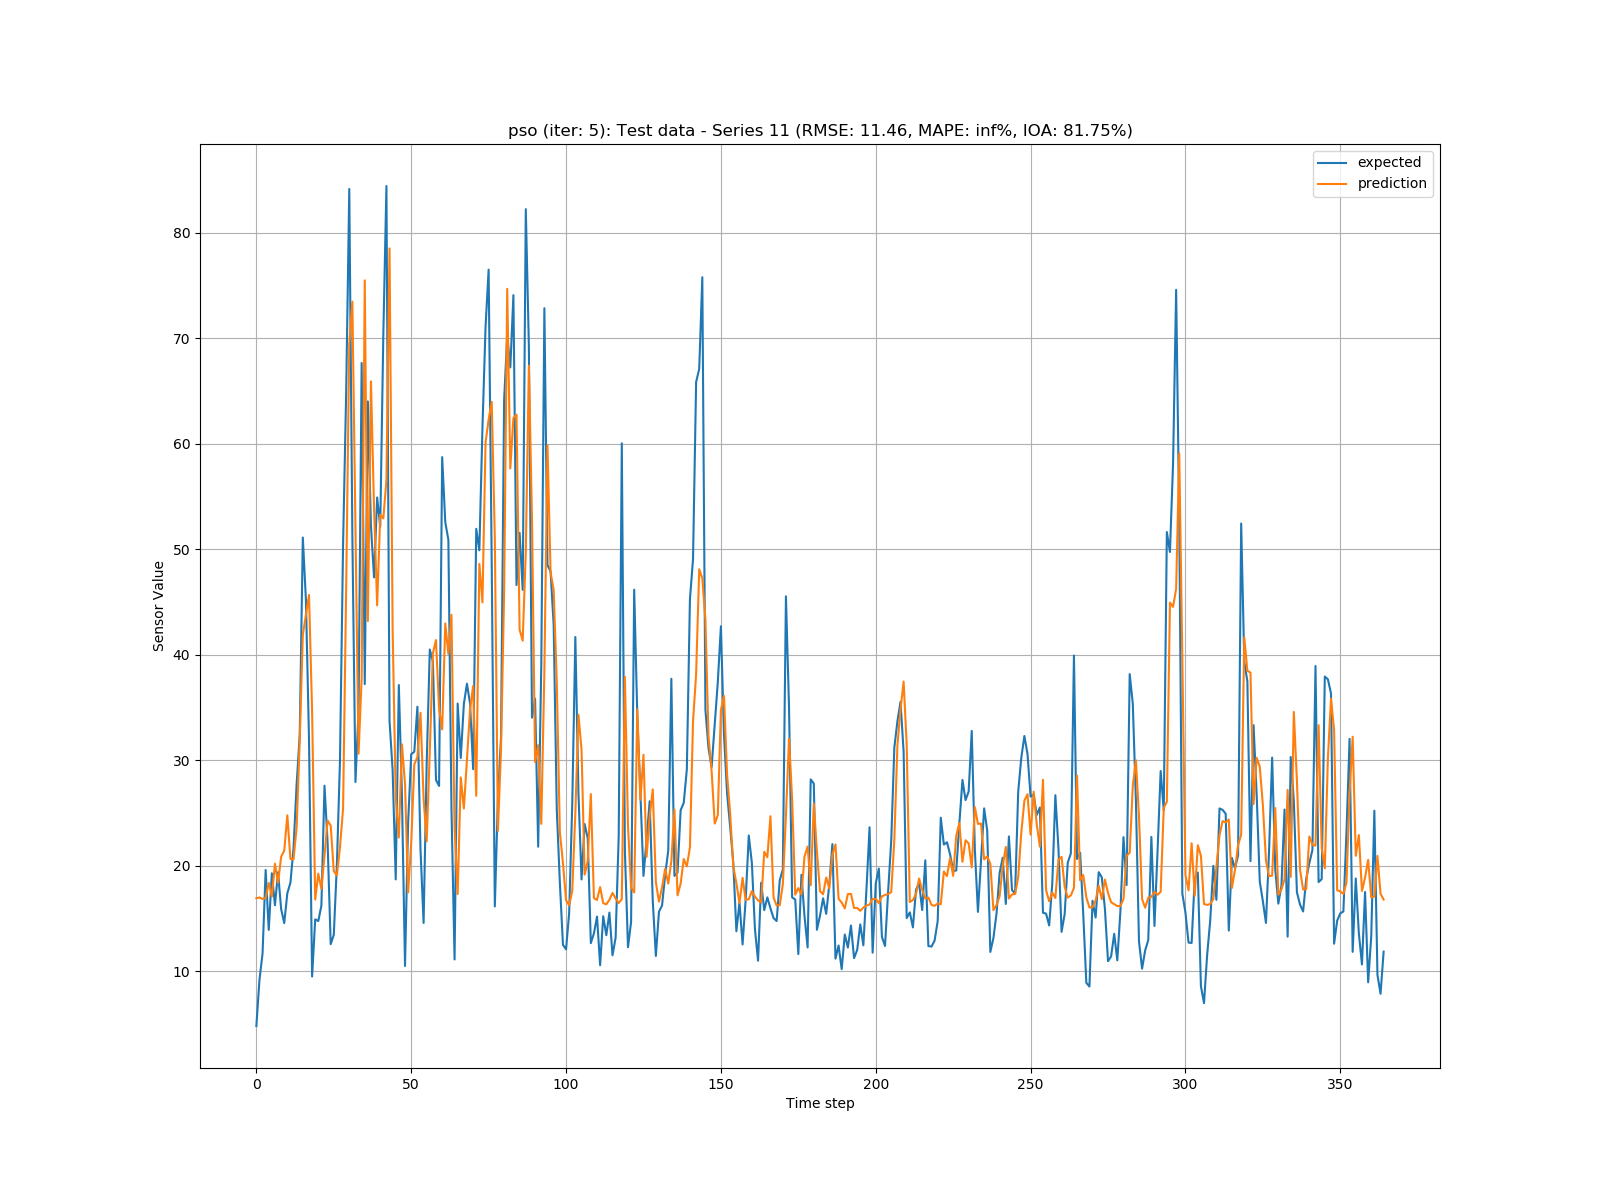 pso (iter: 5): Test data - Series 11 (RMSE: 11.46, MAPE: inf%, IOA: 81.75%)
expected
prediction
80
70
60
50
40
30
20
10
Sensor Value
0 50 100 150 200 250 300 350
Time step